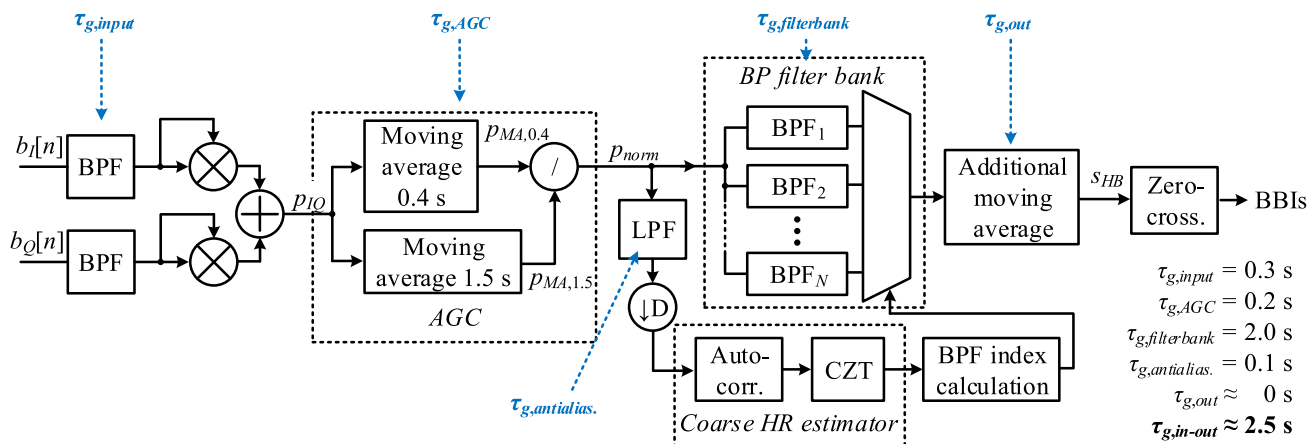 τg,input
τg,AGC
τg,filterbank
τg,out
BP filter bank
bI[n]
BPF
Moving
average
0.4 s
pMA,0.4
/
pnorm
BPF1
BPF2
BPFN
Additional
moving
average
sHB
Zero-
cross.
BBIs
pIQ
LPF
bQ[n]
BPF
Moving
average 1.5 s
pMA,1.5
AGC
↓D
τg,antialias.
Auto-
corr.
CZT
Coarse HR estimator
BPF index
calculation
τg,input = 0.3 s
τg,AGC = 0.2 s
τg,filterbank = 2.0 s
τg,antialias. = 0.1 s
τg,out ≈ 0 s
τg,in-out ≈ 2.5 s